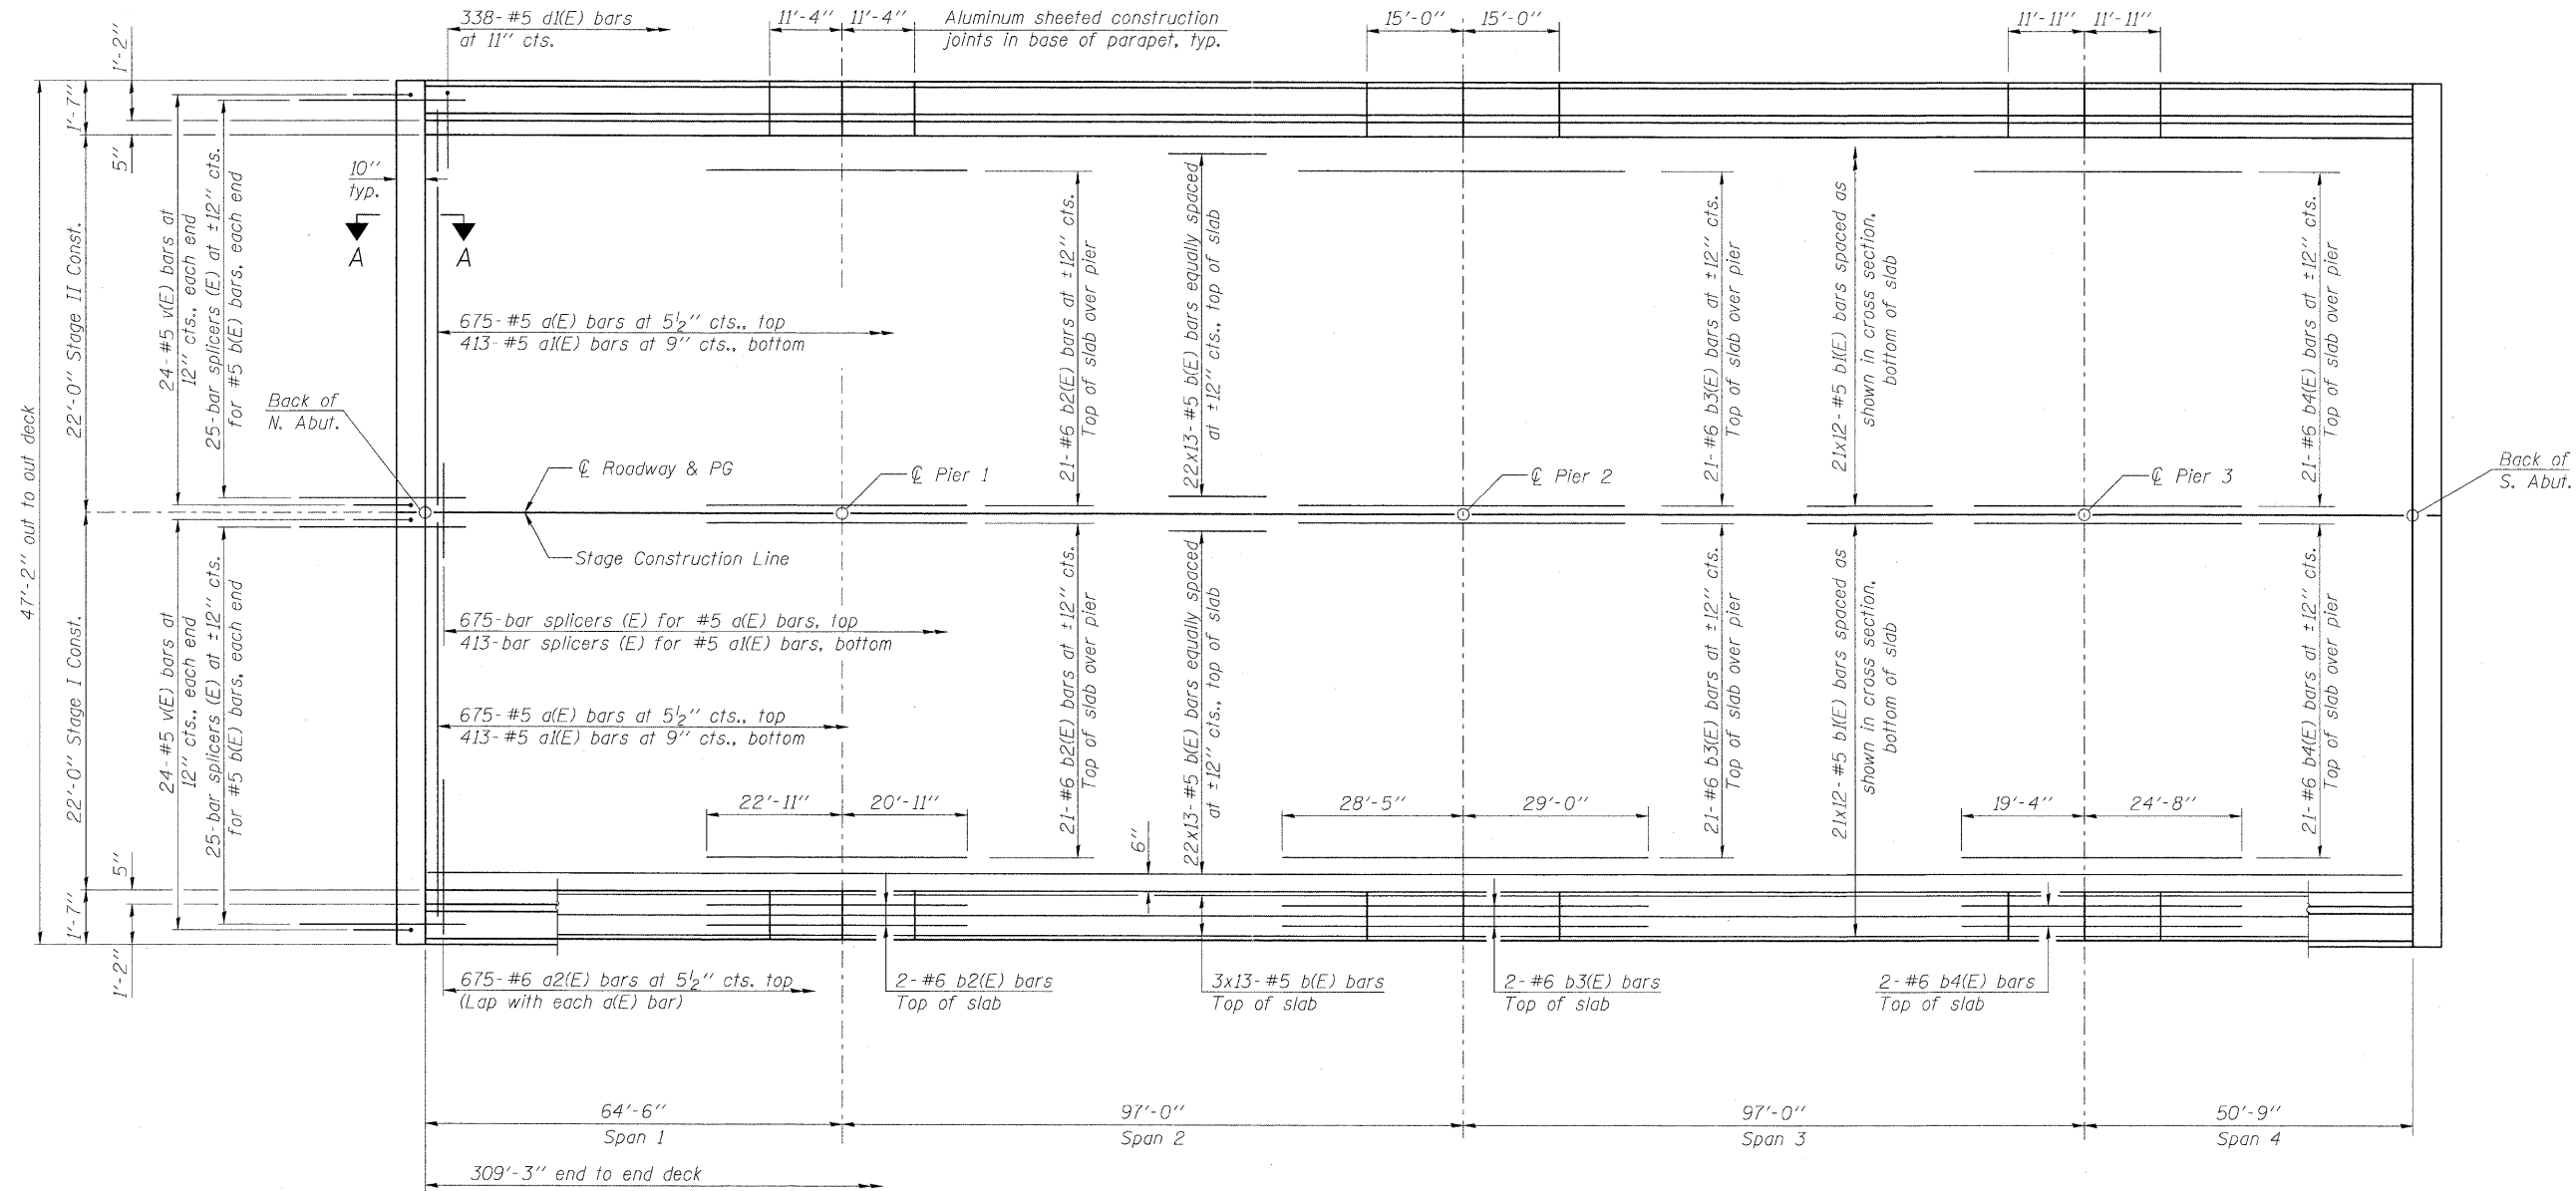 338-#5 d1(E) bars
at 11" cts.
11'-4"
11'-4"
Aluminum sheeted construction
joints in base of parapet, typ.
15'-0"
15'-0"
11'-11"
11'-11"
1'-2"
1'-7"
5"
10"
typ.
A
A
47'-2" out to out deck
22'-0" Stage II Const.
24-#5 v(E) bars at
12" cts., each end
25-bar splicers (E) at ±12" cts.
for #5 b(E) bars, each end
675-#5 a(E) bars at 5½" cts., top
413-#5 a1(E) bars at 9" cts., bottom
21-#6 b2(E) bars at ±12" cts.
Top of slab over pier
22x13-#5 b(E) bars equally spaced
at ±12" cts., top of slab
21-#6 b3(E) bars at ±12" cts.
Top of slab over pier
21x12-#5 b1(E) bars spaced as
shown in cross section,
bottom of slab
21-#6 b4(E) bars at ±12" cts.
Top of slab over pier
Back of
N. Abut.
℄ Roadway & PG
℄ Pier 1
℄ Pier 2
℄ Pier 3
Back of
S. Abut.
Stage Construction Line
22'-0" Stage I Const.
24-#5 v(E) bars at
12" cts., each end
25-bar splicers (E) at ±12" cts.
for #5 b(E) bars, each end
675-bar splicers (E) for #5 a(E) bars, top
413-bar splicers (E) for #5 a1(E) bars, bottom
675-#5 a(E) bars at 5½" cts., top
413-#5 a1(E) bars at 9" cts., bottom
21-#6 b2(E) bars at ±12" cts.
Top of slab over pier
22x13-#5 b(E) bars equally spaced
at ±12" cts., top of slab
21-#6 b3(E) bars at ±12" cts.
Top of slab over pier
21x12-#5 b1(E) bars spaced as
shown in cross section,
bottom of slab
21-#6 b4(E) bars at ±12" cts.
Top of slab over pier
22'-11"
20'-11"
28'-5"
29'-0"
19'-4"
24'-8"
6"
5"
1'-7"
1'-2"
675-#6 a2(E) bars at 5½" cts. top
(Lap with each a(E) bar)
2-#6 b2(E) bars
Top of slab
3x13-#5 b(E) bars
Top of slab
2-#6 b3(E) bars
Top of slab
2-#6 b4(E) bars
Top of slab
64'-6"
Span 1
97'-0"
Span 2
97'-0"
Span 3
50'-9"
Span 4
309'-3" end to end deck